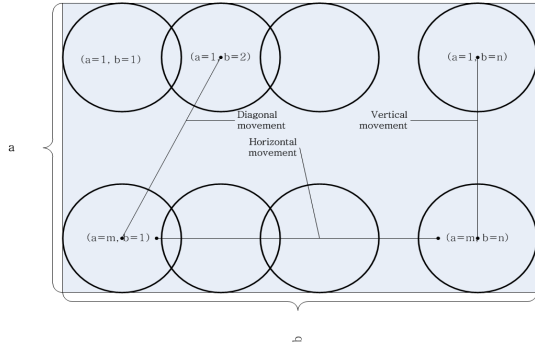 (a=1, b=1)
(a=1, b=2)
(a=1, b=n)
Diagonal
movement
Vertical
movement
Horizontal
movement
a
(a=m, b=1)
(a=m, b=n)
b